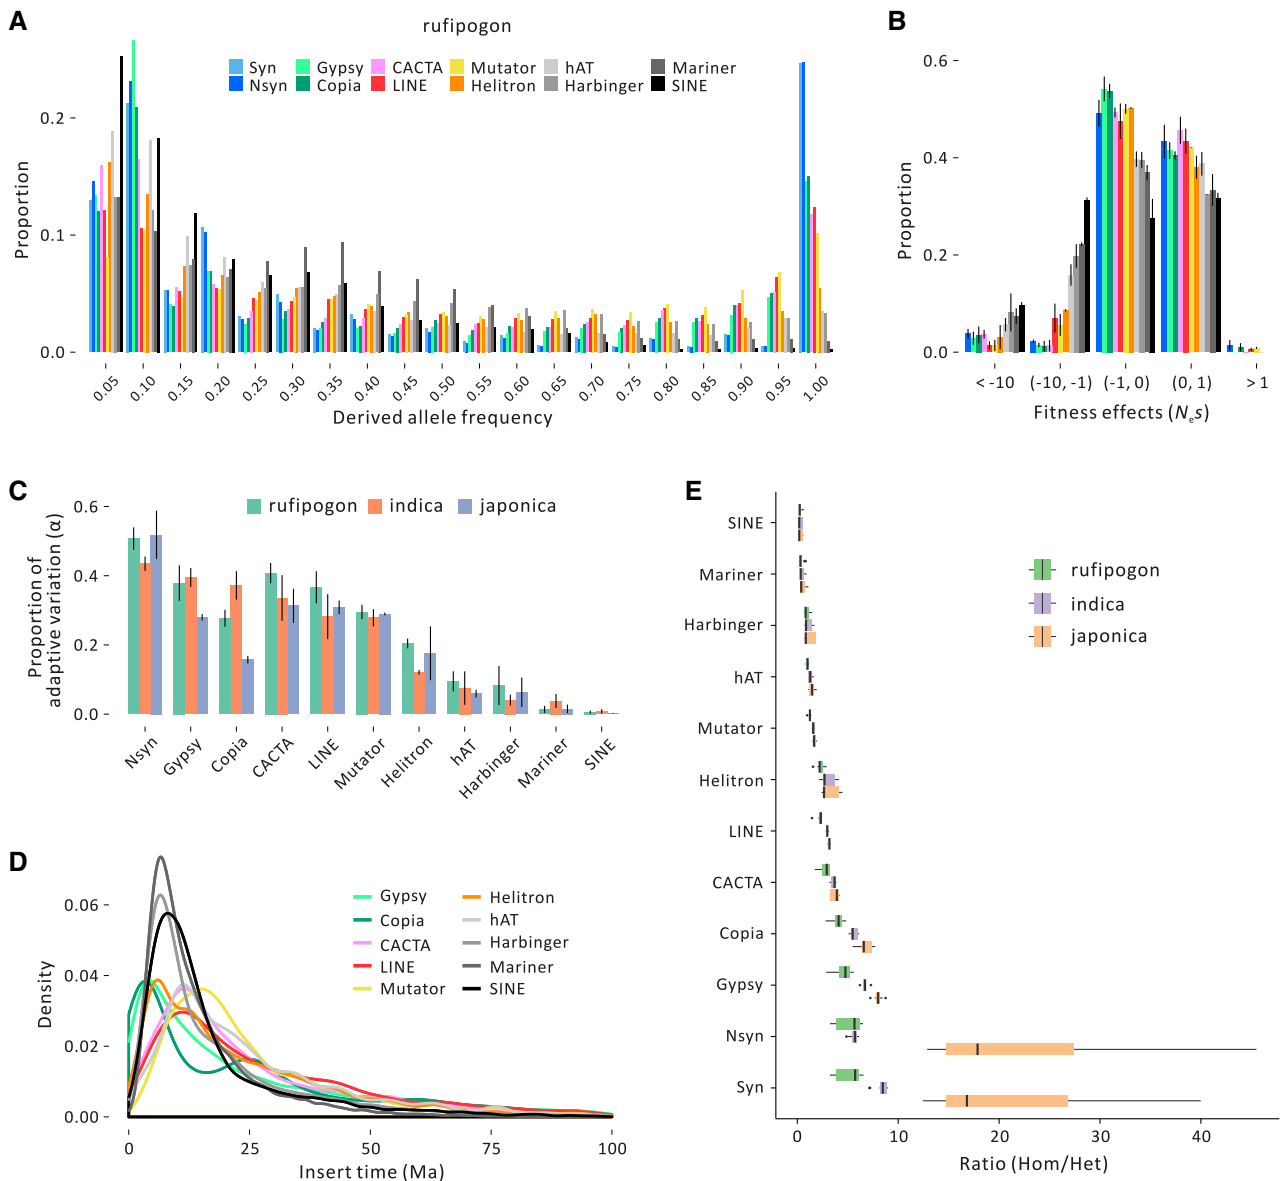 A
rufipogon
Syn Gypsy CACTA Mutator hAT Mariner
Nsyn Copia LINE Helitron Harbinger SINE
Proportion
0.2
0.1
0.0
0.05 0.10 0.15 0.20 0.25 0.30 0.35 0.40 0.45 0.50 0.55 0.60 0.65 0.70 0.75 0.80 0.85 0.90 0.95 1.00
Derived allele frequency
B
Proportion
0.6
0.4
0.2
0.0
< -10 (-10, -1) (-1, 0) (0, 1) > 1
Fitness effects (Nes)
C
rufipogon indica japonica
Proportion of
adaptive variation (α)
0.6
0.4
0.2
0.0
Nsyn Gypsy Copia CACTA LINE Mutator Helitron hAT Harbinger Mariner SINE
D
Gypsy Helitron
Copia hAT
CACTA Harbinger
LINE Mariner
Mutator SINE
Density
0.06
0.04
0.02
0.00
0 25 50 75 100
Insert time (Ma)
E
SINE
Mariner
Harbinger
hAT
Mutator
Helitron
LINE
CACTA
Copia
Gypsy
Nsyn
Syn
rufipogon
indica
japonica
0 10 20 30 40
Ratio (Hom/Het)